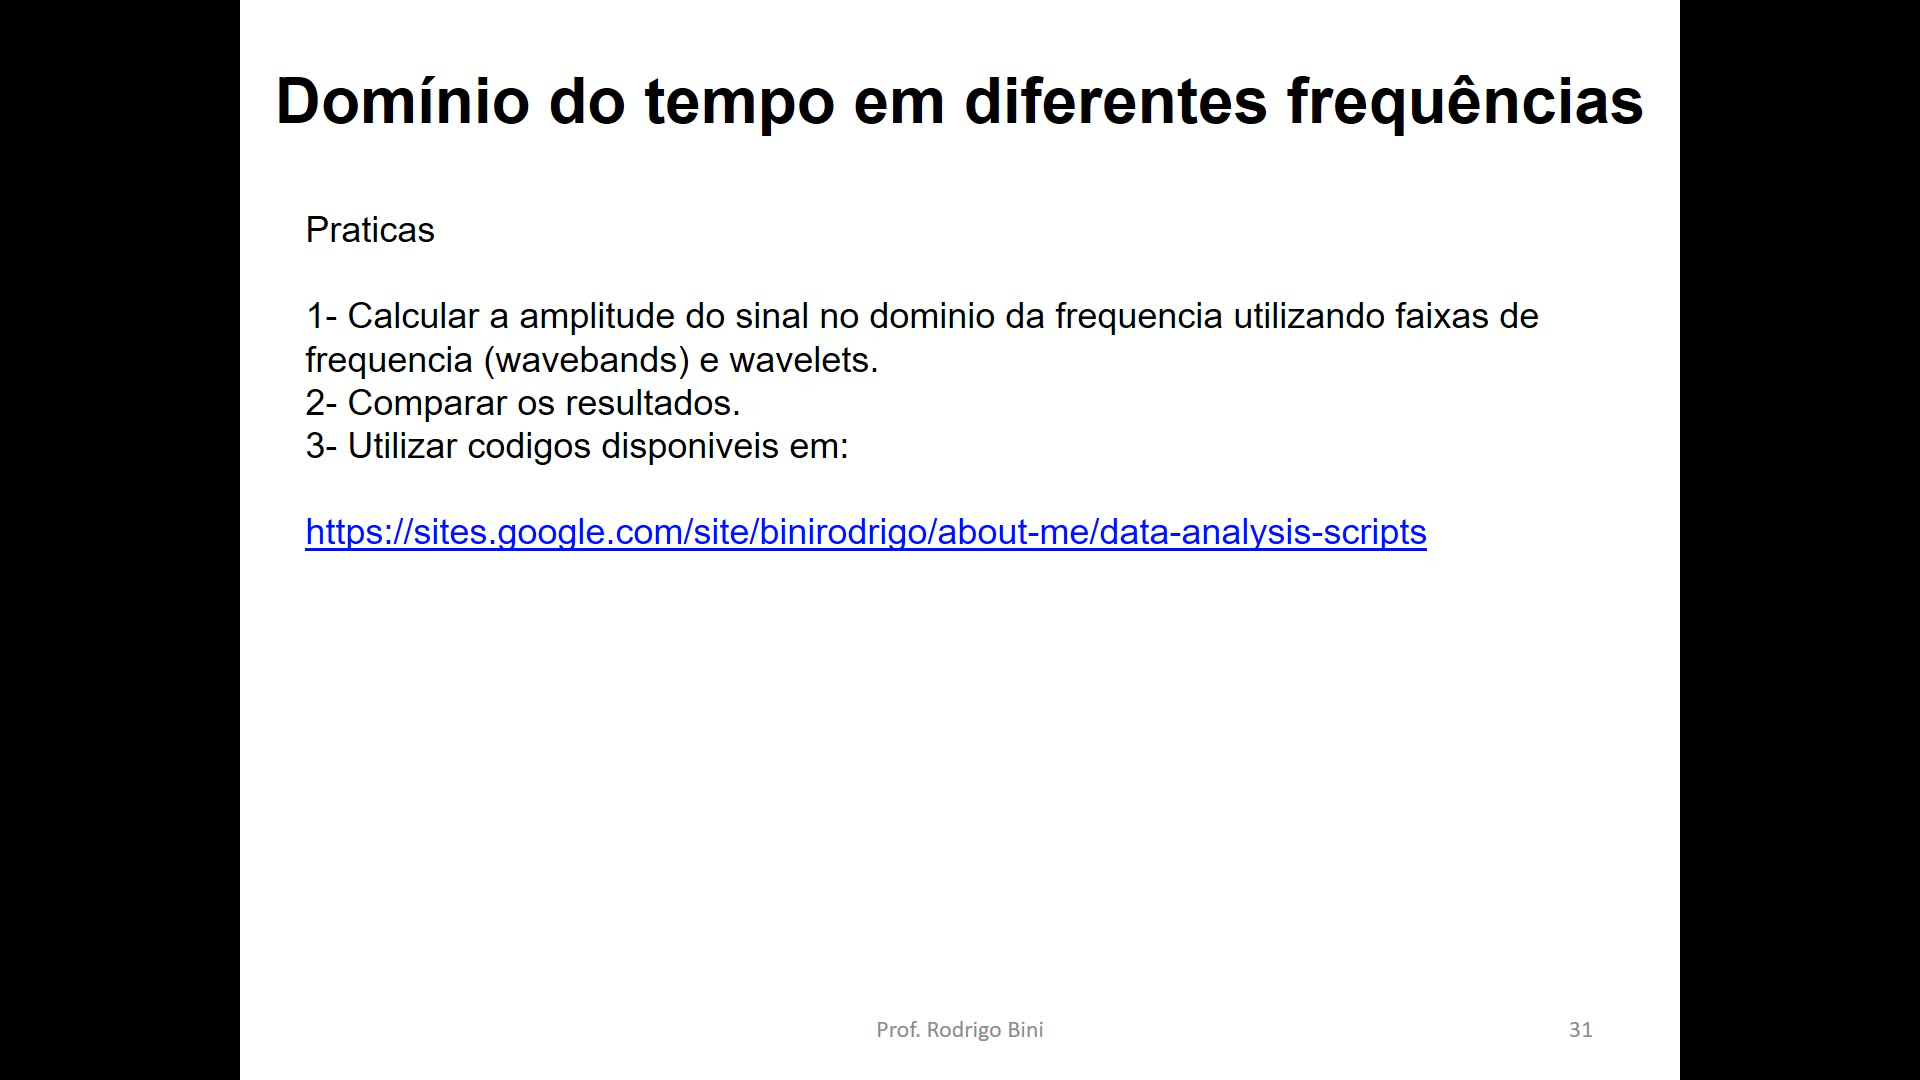 Domínio do tempo em diferentes frequências
Praticas
1- Calcular a amplitude do sinal no dominio da frequencia utilizando faixas de
frequencia (wavebands) e wavelets.
2- Comparar os resultados.
3- Utilizar codigos disponiveis em:
https://sites.google.com/site/binirodrigo/about-me/data-analysis-scripts
Prof. Rodrigo Bini
31